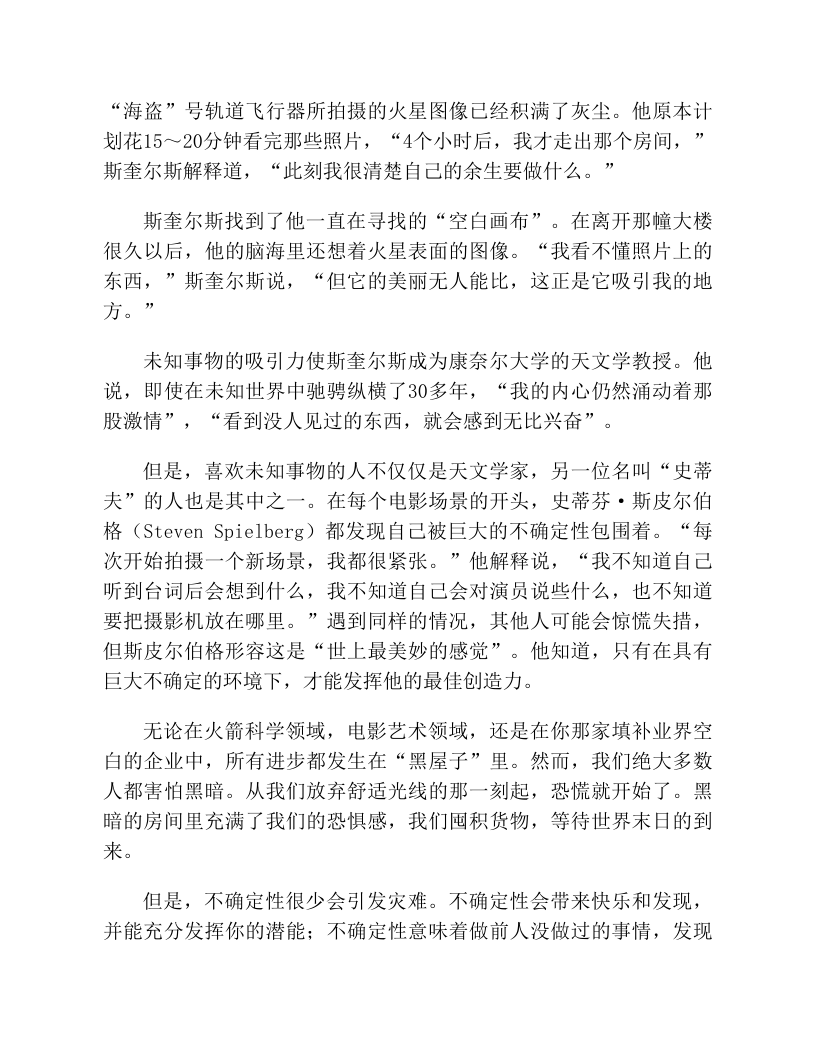 “海盗”号轨道飞行器所拍摄的火星图像已经积满了灰尘。他原本计
划花15～20分钟看完那些照片，“4个小时后，我才走出那个房间，”
斯奎尔斯解释道，“此刻我很清楚自己的余生要做什么。”
斯奎尔斯找到了他一直在寻找的“空白画布”。在离开那幢大楼
很久以后，他的脑海里还想着火星表面的图像。“我看不懂照片上的
东西，”斯奎尔斯说，“但它的美丽无人能比，这正是它吸引我的地
方。”
未知事物的吸引力使斯奎尔斯成为康奈尔大学的天文学教授。他
说，即使在未知世界中驰骋纵横了30多年，“我的内心仍然涌动着那
股激情”，“看到没人见过的东西，就会感到无比兴奋”。
但是，喜欢未知事物的人不仅仅是天文学家，另一位名叫“史蒂
夫”的人也是其中之一。在每个电影场景的开头，史蒂芬·斯皮尔伯
格（Steven Spielberg）都发现自己被巨大的不确定性包围着。“每
次开始拍摄一个新场景，我都很紧张。”他解释说，“我不知道自己
听到台词后会想到什么，我不知道自己会对演员说些什么，也不知道
要把摄影机放在哪里。”遇到同样的情况，其他人可能会惊慌失措，
但斯皮尔伯格形容这是“世上最美妙的感觉”。他知道，只有在具有
巨大不确定的环境下，才能发挥他的最佳创造力。
无论在火箭科学领域，电影艺术领域，还是在你那家填补业界空
白的企业中，所有进步都发生在“黑屋子”里。然而，我们绝大多数
人都害怕黑暗。从我们放弃舒适光线的那一刻起，恐慌就开始了。黑
暗的房间里充满了我们的恐惧感，我们囤积货物，等待世界末日的到
来。
但是，不确定性很少会引发灾难。不确定性会带来快乐和发现，
并能充分发挥你的潜能；不确定性意味着做前人没做过的事情，发现